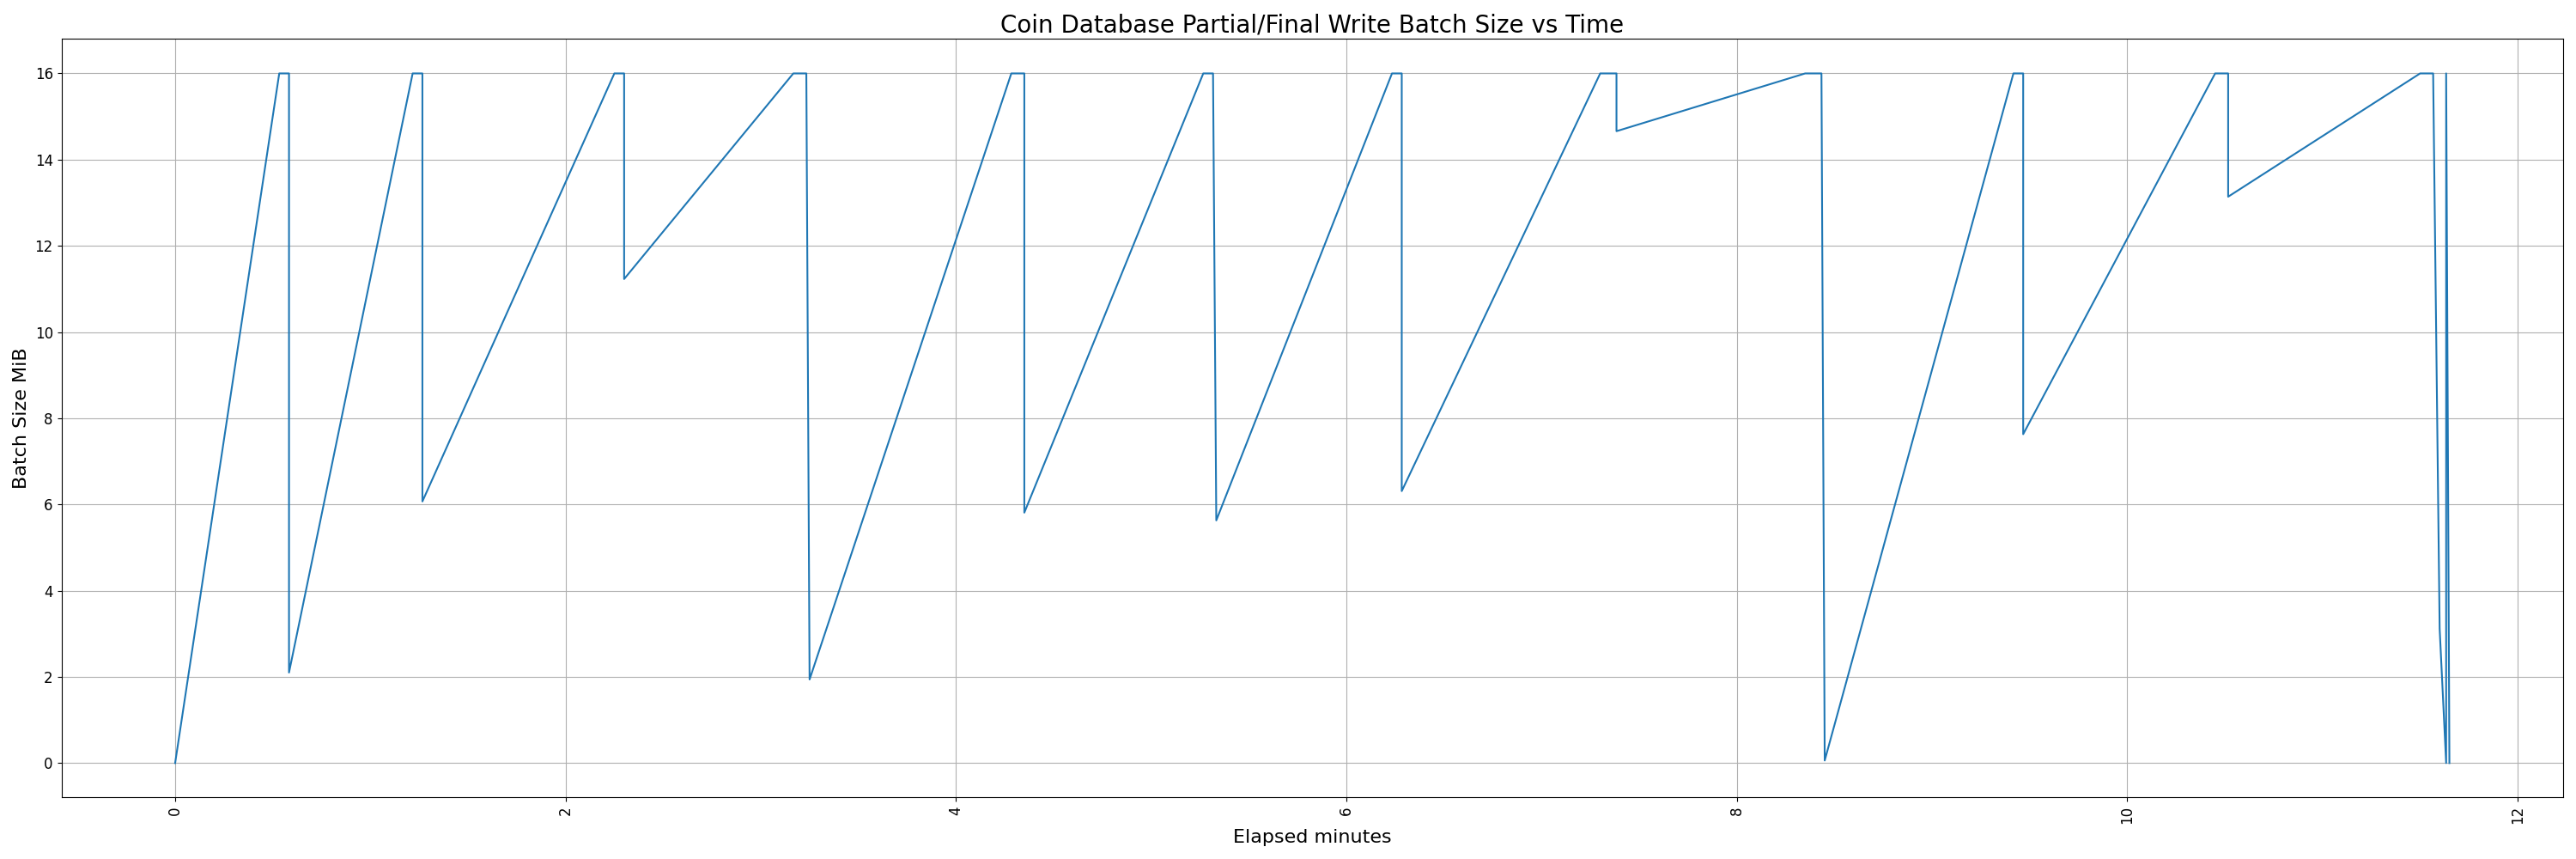 Coin Database Partial/Final Write Batch Size vs Time
Batch Size MiB
16
14
12
10
8
6
4
2
0
0 2 4 6 8 10 12
Elapsed minutes